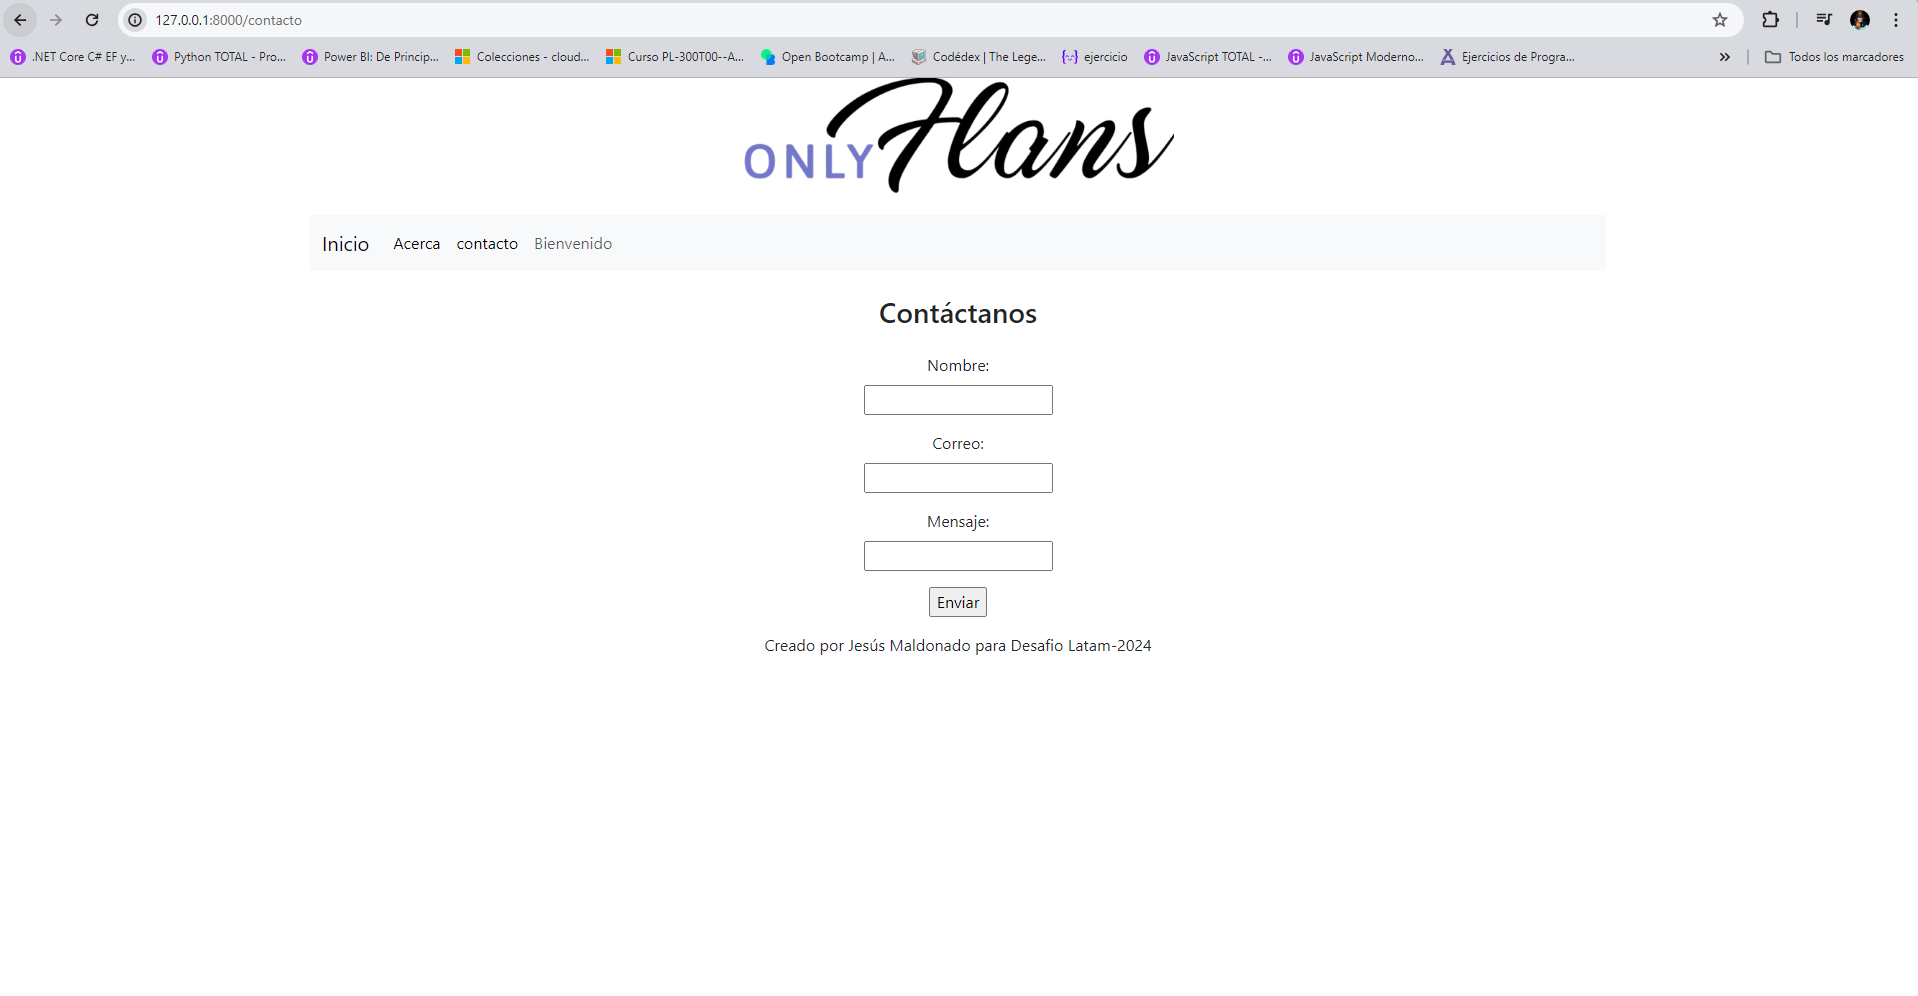 127.0.0.1:8000/contacto
.NET Core C# EF y... Python TOTAL - Pro... Power BI: De Princip... Colecciones - cloud... Curso PL-300T00--A... Open Bootcamp | A... Codédex | The Lege... ejercicio JavaScript TOTAL -... JavaScript Moderno... Ejercicios de Progra... » Todos los marcadores
ONLY Flans
Inicio Acerca contacto Bienvenido
Contáctanos
Nombre:
Correo:
Mensaje:
Enviar
Creado por Jesús Maldonado para Desafio Latam-2024